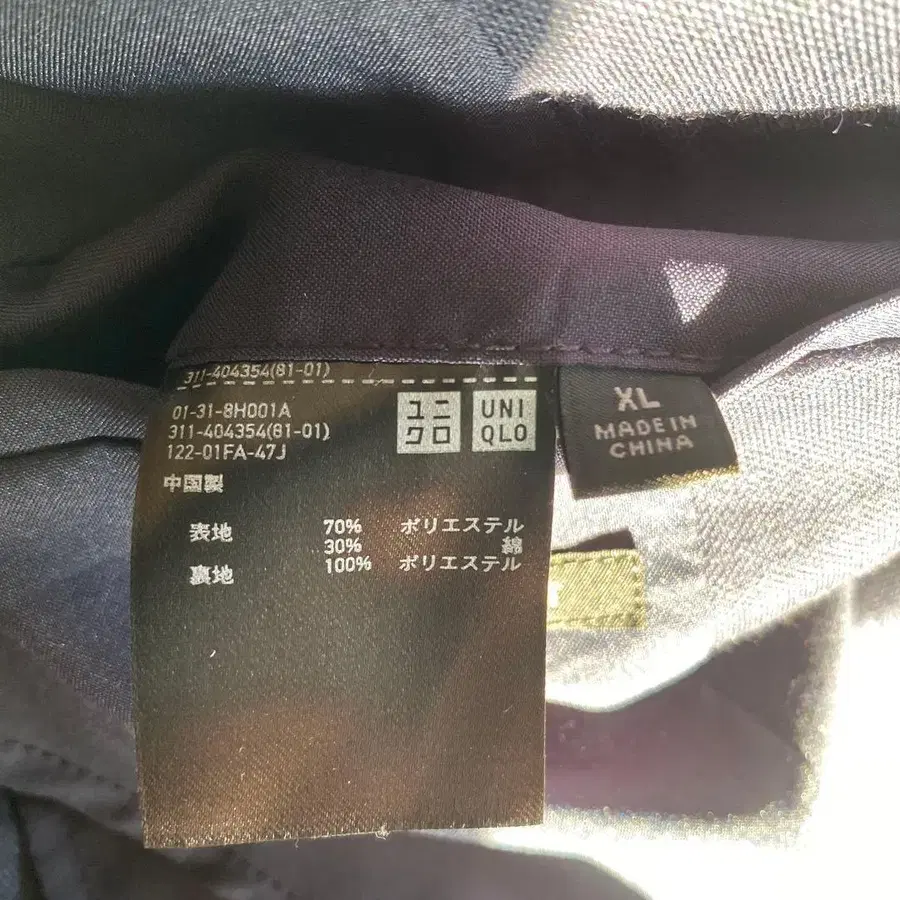 311-404354(81-01)
01-31-8H001A
311-404354(81-01)
122-01FA-47J
中国製
ユニ
クロ
UNI
QLO
表地 70% ポリエステル
30% 綿
裏地 100% ポリエステル
XL
MADE IN
CHINA